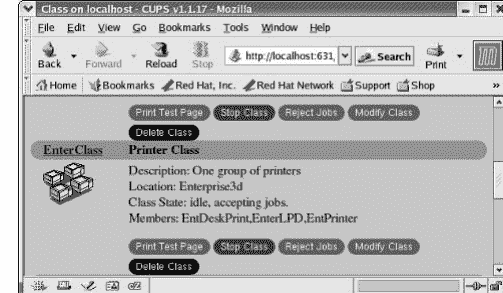 Class on localhost - CUPS v1.1.17 - Mozilla
File Edit View Go Bookmarks Tools Window Help
Back Forward Reload Stop http://localhost:631, Search Print
Home Bookmarks Red Hat, Inc. Red Hat Network Support Shop »
Print Test Page Stop Class Reject Jobs Modify Class
Delete Class
EnterClass Printer Class
Description: One group of printers
Location: Enterprise3d
Class State: idle, accepting jobs.
Members: EntDeskPrint,EnterLPD,EntPrinter
Print Test Page Stop Class Reject Jobs Modify Class
Delete Class